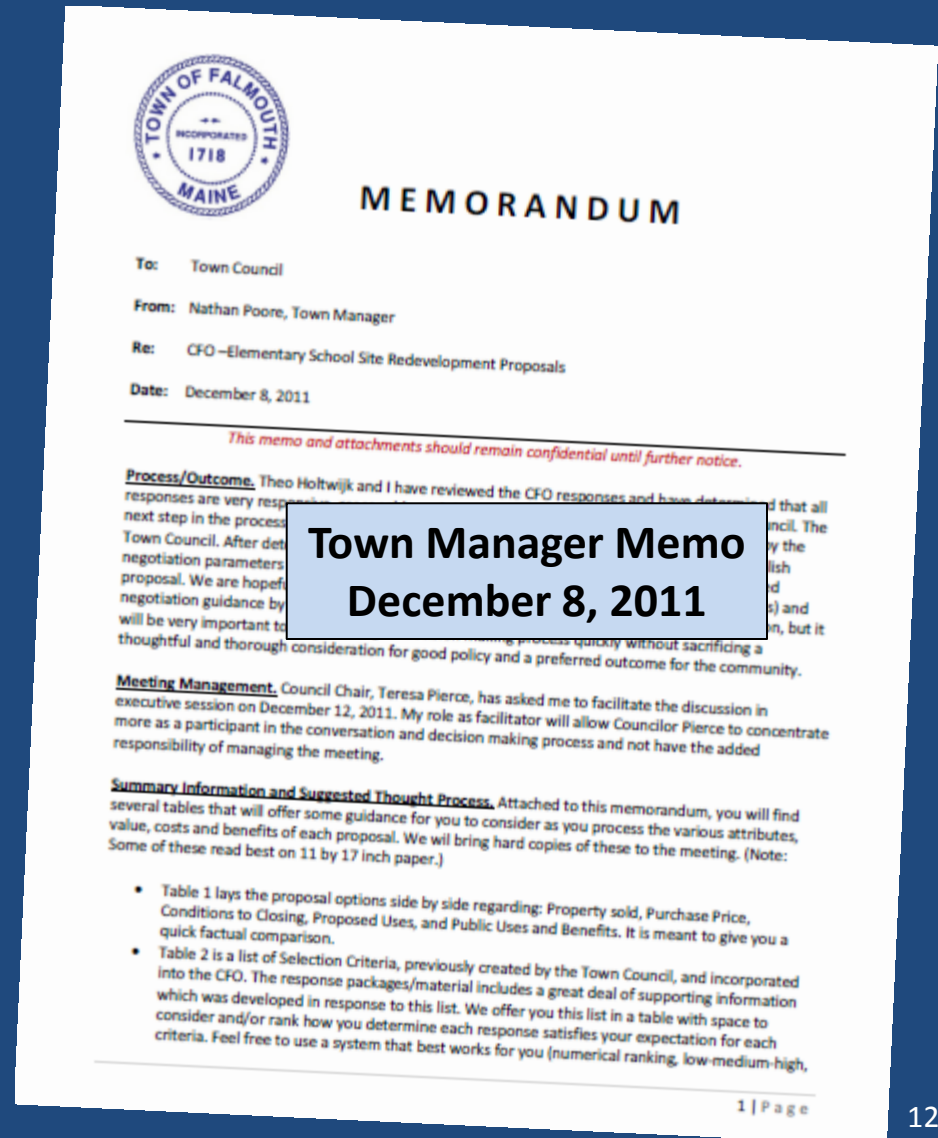 TOWN OF FALMOUTH
INCORPORATED
1718
MAINE
MEMORANDUM
To: Town Council
From: Nathan Poore, Town Manager
Re: CFO –Elementary School Site Redevelopment Proposals
Date: December 8, 2011
This memo and attachments should remain confidential until further notice.
Process/Outcome. Theo Holtwijk and I have reviewed the CFO responses and have determined that all
responses are very responsive
next step in the process
Town Council. After
negotiation parameters
proposal. We are
negotiation guidance by
will be very important to
Council. The
by the
and
but it
process quickly without sacrificing a
thoughtful and thorough consideration for good policy and a preferred outcome for the community.
Town Manager Memo
December 8, 2011
Meeting Management. Council Chair, Teresa Pierce, has asked me to facilitate the discussion in
executive session on December 12, 2011. My role as facilitator will allow Councilor Pierce to concentrate
more as a participant in the conversation and decision making process and not have the added
responsibility of managing the meeting.
Summary Information and Suggested Thought Process. Attached to this memorandum, you will find
several tables that will offer some guidance for you to consider as you process the various attributes,
value, costs and benefits of each proposal. We wil bring hard copies of these to the meeting. (Note:
Some of these read best on 11 by 17 inch paper.)
• Table 1 lays the proposal options side by side regarding: Property sold, Purchase Price,
Conditions to Closing, Proposed Uses, and Public Uses and Benefits. It is meant to give you a
quick factual comparison.
• Table 2 is a list of Selection Criteria, previously created by the Town Council, and incorporated
into the CFO. The response packages/material includes a great deal of supporting information
which was developed in response to this list. We offer you this list in a table with space to
consider and/or rank how you determine each response satisfies your expectation for each
criteria. Feel free to use a system that best works for you (numerical ranking, low-medium-high,
1 | Page
12